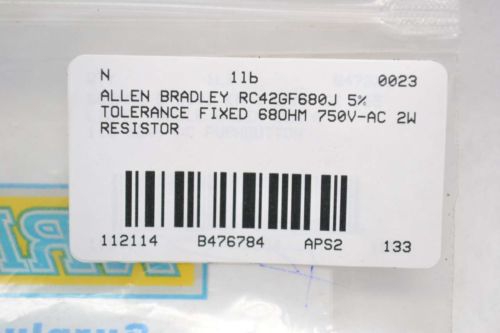 N 1lb 0023
ALLEN BRADLEY RC42GF680J 5%
TOLERANCE FIXED 68OHM 750V-AC 2W
RESISTOR
112114 B476784 APS2 133